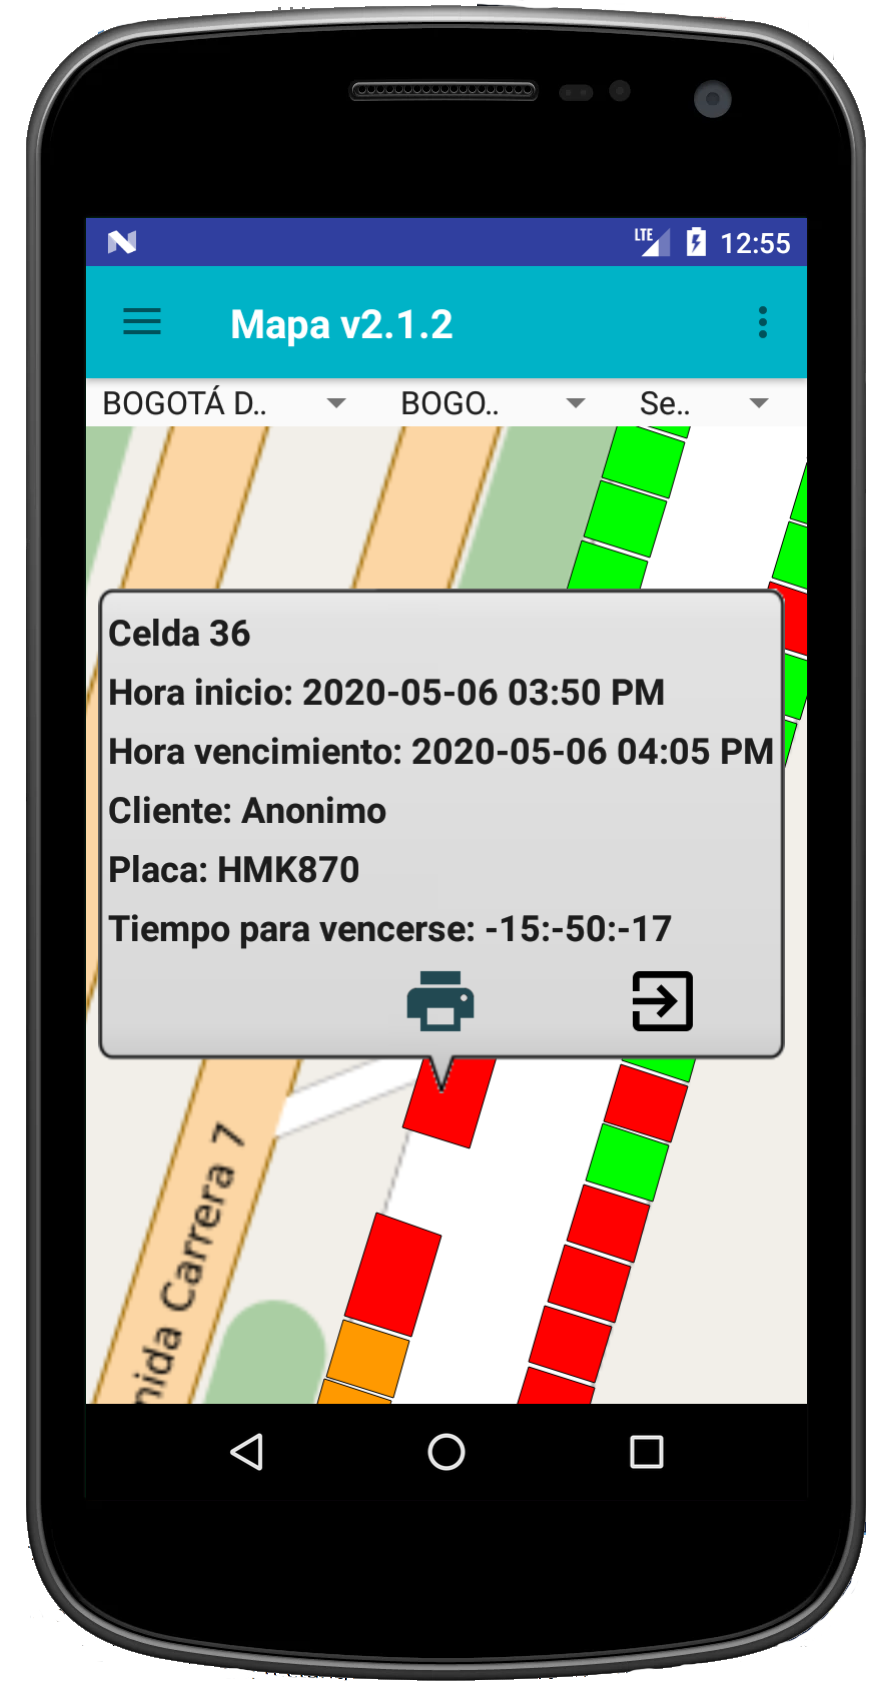 LTE 12:55
Mapa v2.1.2
BOGOTÁ D.. BOGO.. Se..
Celda 36
Hora inicio: 2020-05-06 03:50 PM
Hora vencimiento: 2020-05-06 04:05 PM
Cliente: Anonimo
Placa: HMK870
Tiempo para vencerse: -15:-50:-17
nida Carrera 7